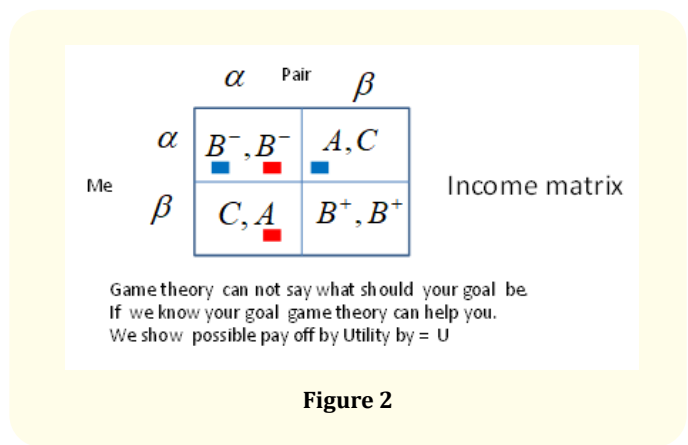 α Pair β
α B⁻, B⁻ A, C
Me
Income matrix
β C, A B⁺, B⁺
Game theory can not say what should your goal be.
If we know your goal game theory can help you.
We show possible pay off by Utility by = U
Figure 2